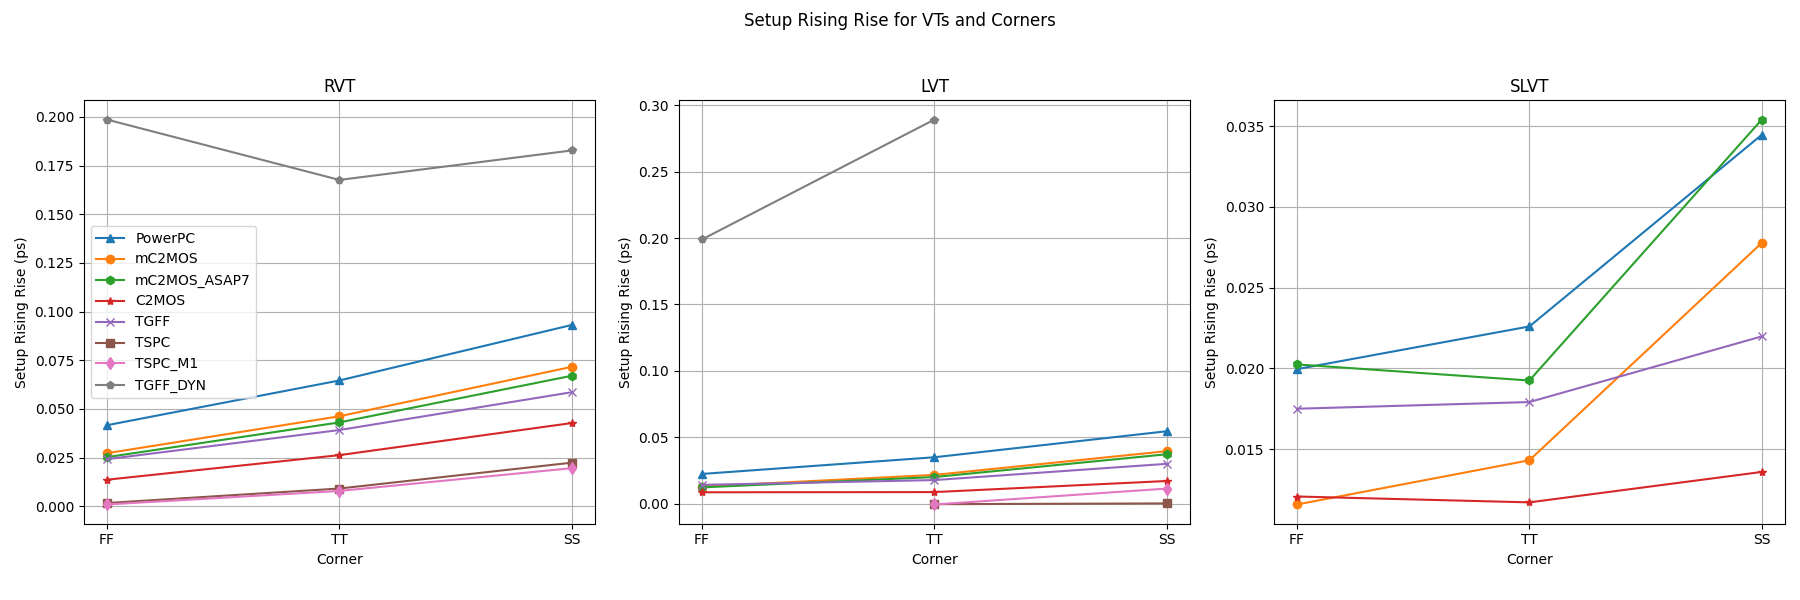 Setup Rising Rise for VTs and Corners
RVT
Setup Rising Rise (ps)
0.200
0.175
0.150
0.125
0.100
0.075
0.050
0.025
0.000
PowerPC
mC2MOS
mC2MOS_ASAP7
C2MOS
TGFF
TSPC
TSPC_M1
TGFF_DYN
FF
TT
SS
Corner
LVT
Setup Rising Rise (ps)
0.30
0.25
0.20
0.15
0.10
0.05
0.00
FF
TT
SS
Corner
SLVT
Setup Rising Rise (ps)
0.035
0.030
0.025
0.020
0.015
FF
TT
SS
Corner